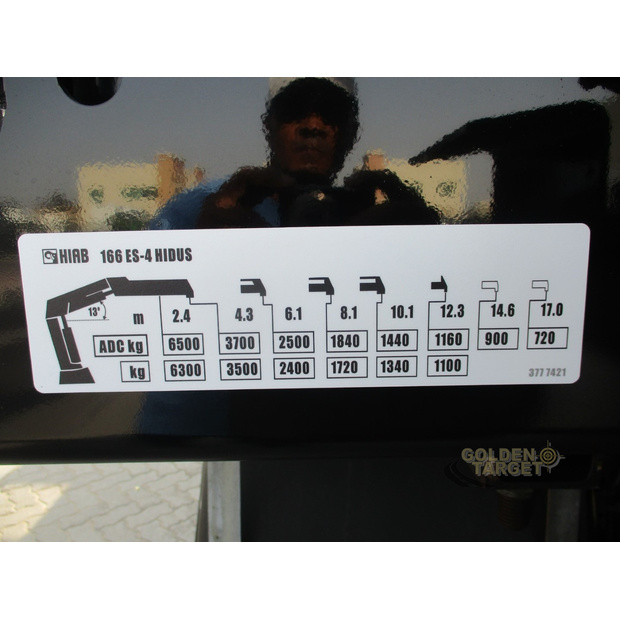 HIAB 166 ES-4 HIDUS
13°
m 2.4 4.3 6.1 8.1 10.1 12.3 14.6 17.0
ADC kg 6500 3700 2500 1840 1440 1160 900 720
kg 6300 3500 2400 1720 1340 1100
377 7421
GOLDEN
TARGET